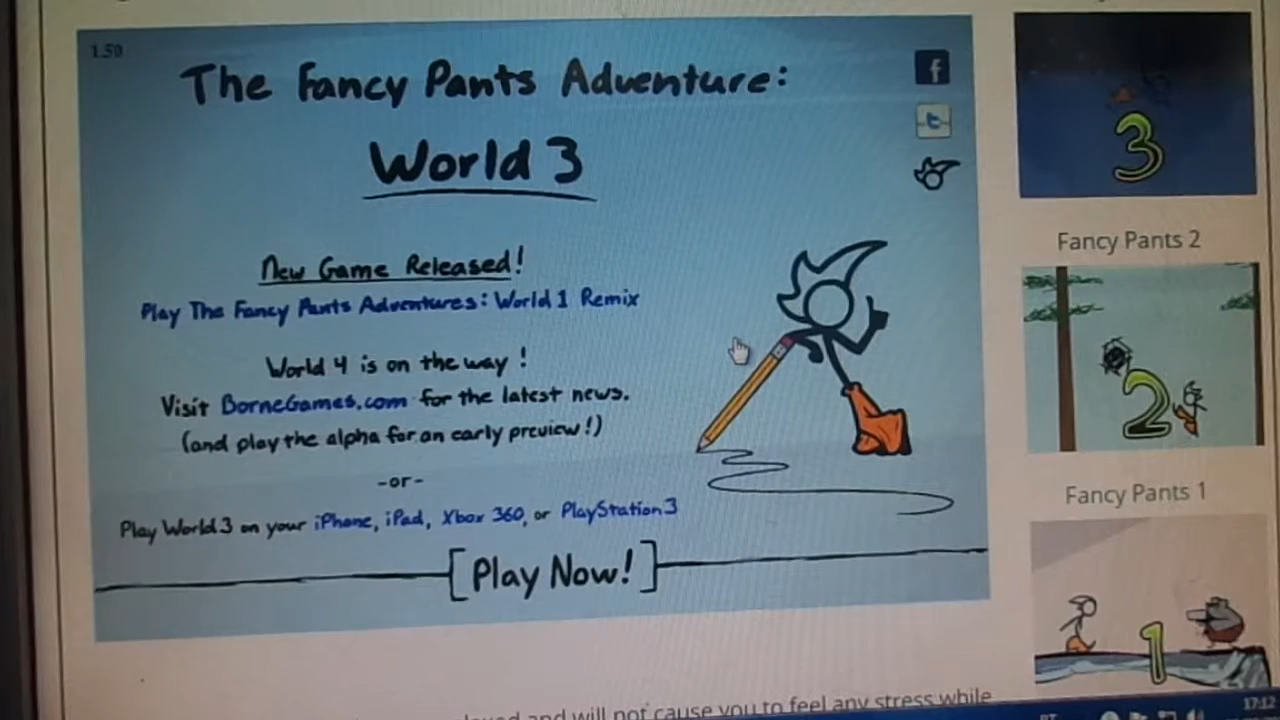 1.50
The Fancy Pants Adventure:
World 3
New Game Released!
Play The Fancy Pants Adventures: World 1 Remix
World 4 is on the way!
Visit BorneGames.com for the latest news.
(and play the alpha for an early preview!)
-or-
Play World 3 on your iPhone, iPad, Xbox 360, or PlayStation 3
[Play Now!]
f
t
3
Fancy Pants 2
2
Fancy Pants 1
1
and will not cause you to feel any stress while
PT
17:12